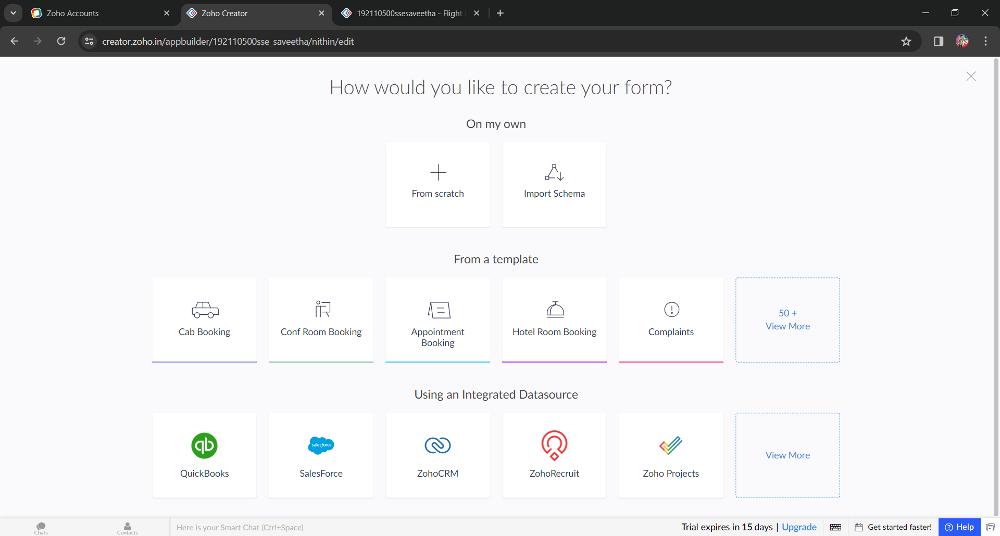 Zoho Accounts
Zoho Creator
192110500ssesaveetha - Flight
creator.zoho.in/appbuilder/192110500sse_saveetha/nithin/edit
How would you like to create your form?
On my own
From scratch
Import Schema
From a template
Cab Booking
Conf Room Booking
Appointment
Booking
Hotel Room Booking
Complaints
50 +
View More
Using an Integrated Datasource
qb
QuickBooks
salesforce
SalesForce
ZohoCRM
ZohoRecruit
Zoho Projects
View More
Chats
Contacts
Here is your Smart Chat (Ctrl+Space)
Trial expires in 15 days | Upgrade
Get started faster!
Help